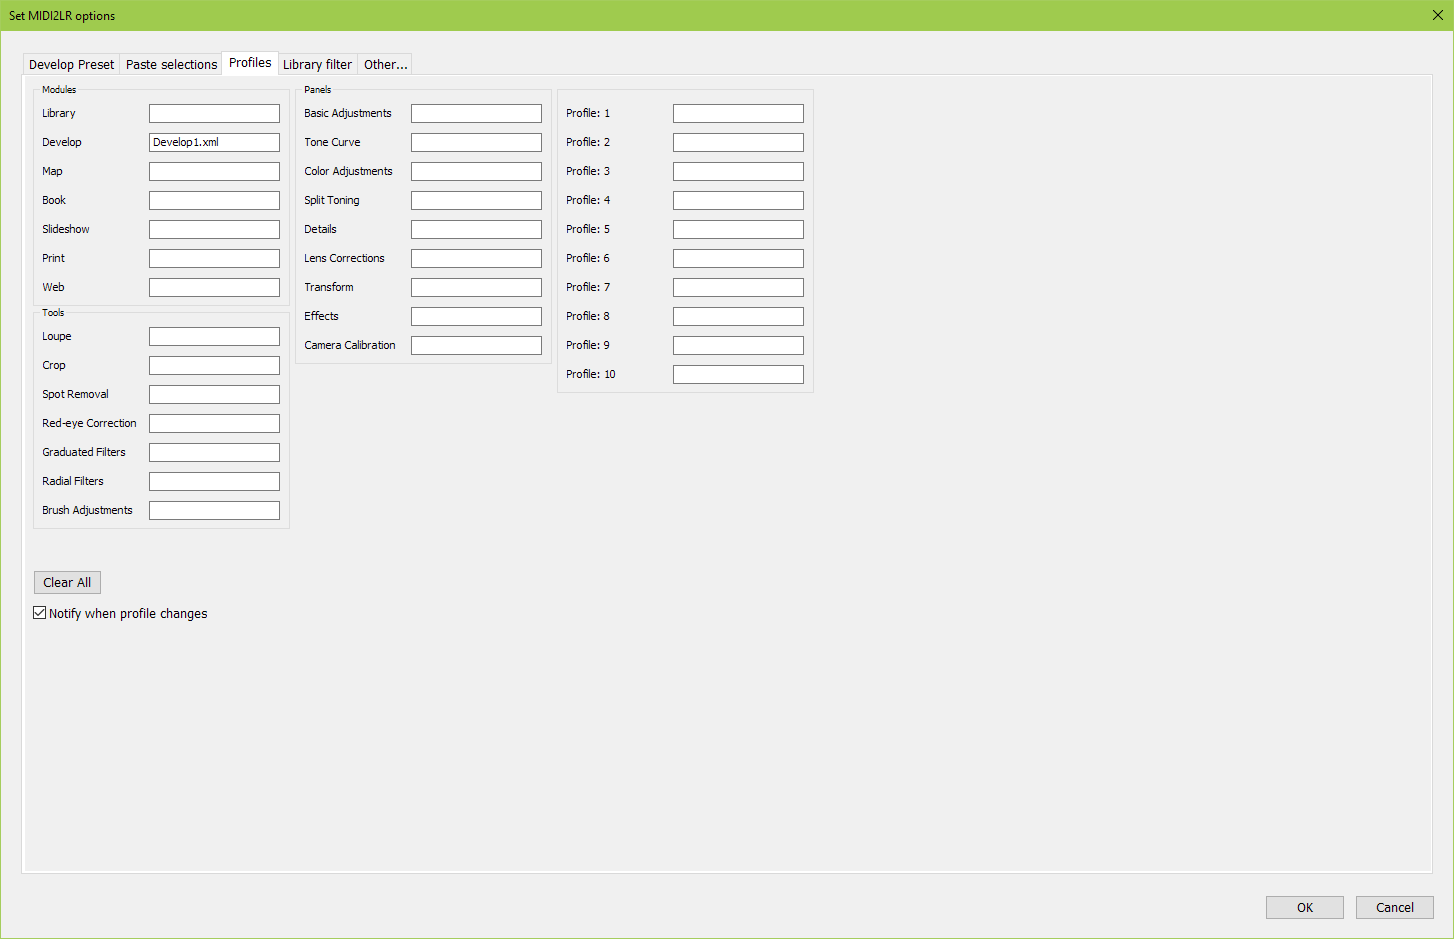 Set MIDI2LR options
Develop Preset
Paste selections
Profiles
Library filter
Other...
Modules
Library
Develop
Develop1.xml
Map
Book
Slideshow
Print
Web
Tools
Loupe
Crop
Spot Removal
Red-eye Correction
Graduated Filters
Radial Filters
Brush Adjustments
Panels
Basic Adjustments
Tone Curve
Color Adjustments
Split Toning
Details
Lens Corrections
Transform
Effects
Camera Calibration
Profile: 1
Profile: 2
Profile: 3
Profile: 4
Profile: 5
Profile: 6
Profile: 7
Profile: 8
Profile: 9
Profile: 10
Clear All
Notify when profile changes
OK
Cancel